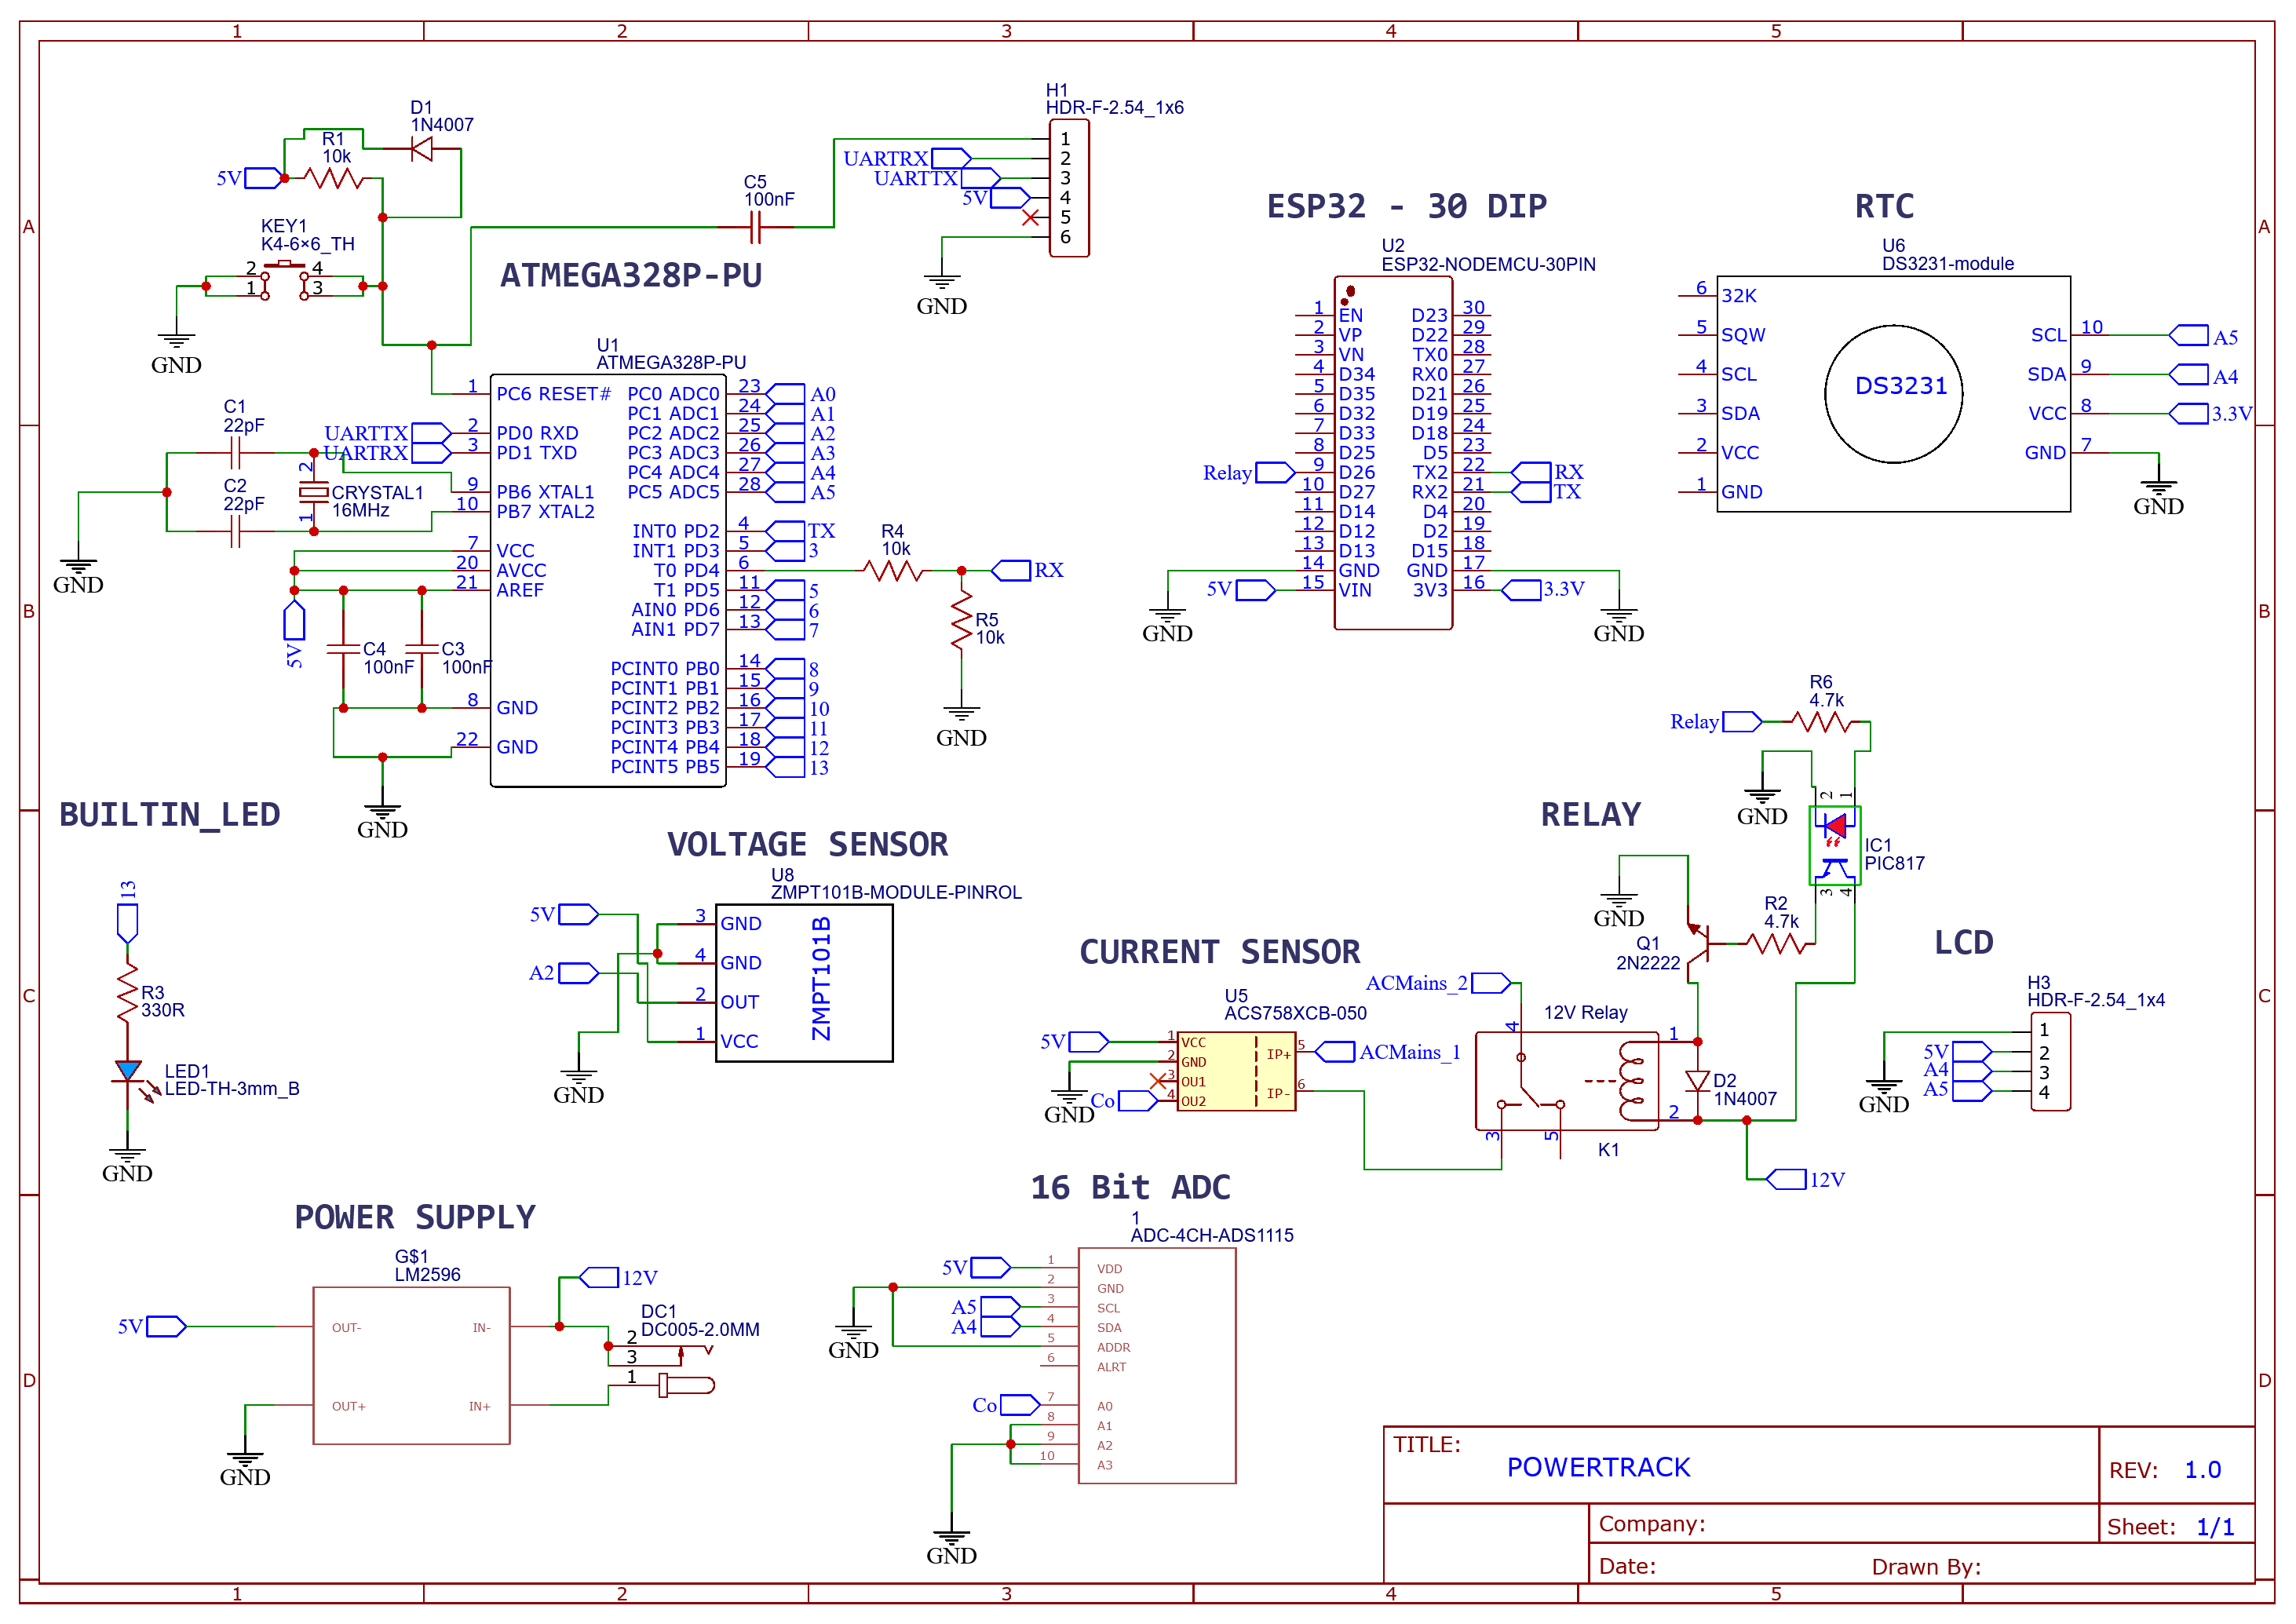 1 2 3 4 5
A
B
C
D
D1
1N4007
R1
10k
5V
KEY1
K4-6×6_TH
2 4
1 3
GND
C5
100nF
H1
HDR-F-2.54_1x6
1
UARTRX 2
UARTTX 3
5V 4
5
6
GND
ATMEGA328P-PU
U1
ATMEGA328P-PU
1 PC6 RESET#
UARTTX 2 PD0 RXD
UARTRX 3 PD1 TXD
9 PB6 XTAL1
10 PB7 XTAL2
7 VCC
20 AVCC
21 AREF
8 GND
22 GND
PC0 ADC0 23 A0
PC1 ADC1 24 A1
PC2 ADC2 25 A2
PC3 ADC3 26 A3
PC4 ADC4 27 A4
PC5 ADC5 28 A5
INT0 PD2 4 TX
INT1 PD3 5 3
T0 PD4 6
T1 PD5 11 5
AIN0 PD6 12 6
AIN1 PD7 13 7
PCINT0 PB0 14 8
PCINT1 PB1 15 9
PCINT2 PB2 16 10
PCINT3 PB3 17 11
PCINT4 PB4 18 12
PCINT5 PB5 19 13
C1
22pF
C2
22pF
2
CRYSTAL1
16MHz
1
GND
5V
C4
100nF
C3
100nF
GND
R4
10k
RX
R5
10k
GND
ESP32 - 30 DIP
U2
ESP32-NODEMCU-30PIN
1 EN D23 30
2 VP D22 29
3 VN TX0 28
4 D34 RX0 27
5 D35 D21 26
6 D32 D19 25
7 D33 D18 24
8 D25 D5 23
Relay 9 D26 TX2 22 RX
10 D27 RX2 21 TX
11 D14 D4 20
12 D12 D2 19
13 D13 D15 18
14 GND GND 17
5V 15 VIN 3V3 16 3.3V
GND
GND
RTC
U6
DS3231-module
6 32K
5 SQW
4 SCL
3 SDA
2 VCC
1 GND
DS3231
SCL 10 A5
SDA 9 A4
VCC 8 3.3V
GND 7
GND
BUILTIN_LED
13
R3
330R
LED1
LED-TH-3mm_B
GND
VOLTAGE SENSOR
U8
ZMPT101B-MODULE-PINROL
5V
A2
3 GND
4 GND
2 OUT
1 VCC
ZMPT101B
GND
CURRENT SENSOR
U5
ACS758XCB-050
5V 1 VCC
2 GND
3 OU1
Co 4 OU2
IP+ 5 ACMains_1
IP- 6
GND
RELAY
Relay
R6
4.7k
GND
2 1
IC1
PIC817
3 4
GND
R2
4.7k
Q1
2N2222
ACMains_2
12V Relay
4
1
2
3 5
K1
D2
1N4007
12V
LCD
H3
HDR-F-2.54_1x4
1
5V 2
A4 3
A5 4
GND
POWER SUPPLY
G$1
LM2596
5V OUT- IN-
OUT+ IN+
12V
DC1
DC005-2.0MM
2
3
1
GND
16 Bit ADC
1
ADC-4CH-ADS1115
5V 1 VDD
2 GND
A5 3 SCL
A4 4 SDA
5 ADDR
6 ALRT
Co 7 A0
8 A1
9 A2
10 A3
GND
GND
TITLE:
POWERTRACK
REV: 1.0
Company:
Sheet: 1/1
Date:
Drawn By:
A
B
C
D
1 2 3 4 5